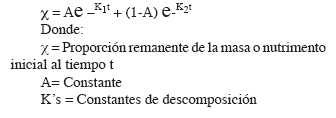 χ = Ae –K1t + (1-A) e-K2t
Donde:
χ = Proporción remanente de la masa o nutrimento
inicial al tiempo t
A= Constante
K's = Constantes de descomposición